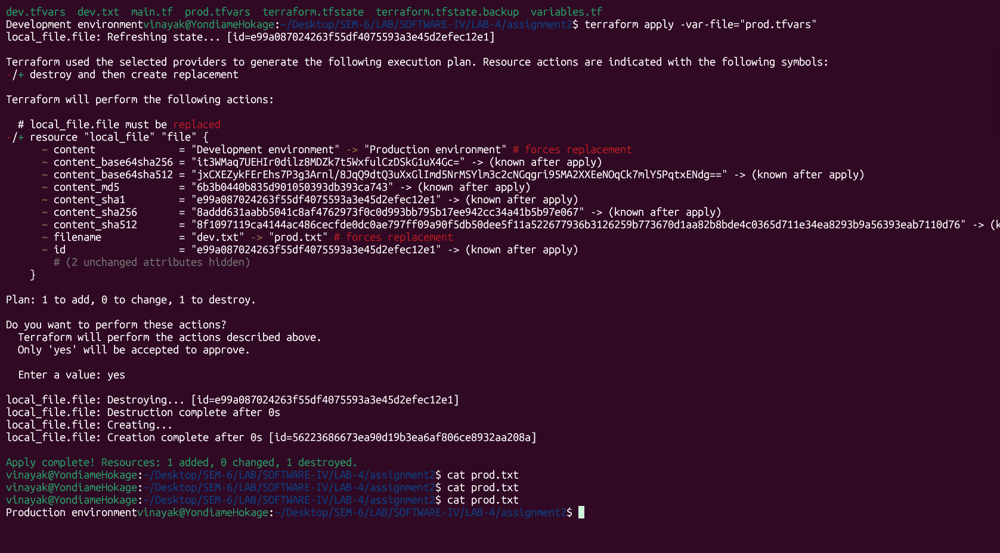 dev.tfvars  dev.txt  main.tf  prod.tfvars  terraform.tfstate  terraform.tfstate.backup  variables.tf
Development environmentvinayak@YondiameHokage:~/Desktop/SEM-6/LAB/SOFTWARE-IV/LAB-4/assignment2$ terraform apply -var-file="prod.tfvars"
local_file.file: Refreshing state... [id=e99a087024263f55df4075593a3e45d2efec12e1]

Terraform used the selected providers to generate the following execution plan. Resource actions are indicated with the following symbols:
-/+ destroy and then create replacement

Terraform will perform the following actions:

  # local_file.file must be replaced
-/+ resource "local_file" "file" {
      ~ content              = "Development environment" -> "Production environment" # forces replacement
      ~ content_base64sha256 = "it3WMaq7UEHIr0dilz8MDZk7t5WxfulCzDSkG1uX4Gc=" -> (known after apply)
      ~ content_base64sha512 = "jxCXEZykFErEhs7P3g3Arnl/8JqQ9dtQ3uXxGlImd5NrMSYlm3c2cNGqgri95MA2XXEeNOqCk7mlY5PqtxENdg==" -> (known after apply)
      ~ content_md5          = "6b3b0440b835d901050393db393ca743" -> (known after apply)
      ~ content_sha1         = "e99a087024263f55df4075593a3e45d2efec12e1" -> (known after apply)
      ~ content_sha256       = "8addd631aabb5041c8af4762973f0c0d993bb795b17ee942cc34a41b5b97e067" -> (known after apply)
      ~ content_sha512       = "8f1097119ca4144ac486cecfde0dc0ae797ff09a90f5db50dee5f11a522677936b3126259b773670d1aa82b8bde4c0365d711e34ea8293b9a56393eab7110d76" -> (k
      ~ filename             = "dev.txt" -> "prod.txt" # forces replacement
      ~ id                   = "e99a087024263f55df4075593a3e45d2efec12e1" -> (known after apply)
        # (2 unchanged attributes hidden)
    }

Plan: 1 to add, 0 to change, 1 to destroy.

Do you want to perform these actions?
  Terraform will perform the actions described above.
  Only 'yes' will be accepted to approve.

  Enter a value: yes

local_file.file: Destroying... [id=e99a087024263f55df4075593a3e45d2efec12e1]
local_file.file: Destruction complete after 0s
local_file.file: Creating...
local_file.file: Creation complete after 0s [id=56223686673ea90d19b3ea6af806ce8932aa208a]

Apply complete! Resources: 1 added, 0 changed, 1 destroyed.
vinayak@YondiameHokage:~/Desktop/SEM-6/LAB/SOFTWARE-IV/LAB-4/assignment2$ cat prod.txt
vinayak@YondiameHokage:~/Desktop/SEM-6/LAB/SOFTWARE-IV/LAB-4/assignment2$ cat prod.txt
vinayak@YondiameHokage:~/Desktop/SEM-6/LAB/SOFTWARE-IV/LAB-4/assignment2$ cat prod.txt
Production environmentvinayak@YondiameHokage:~/Desktop/SEM-6/LAB/SOFTWARE-IV/LAB-4/assignment2$